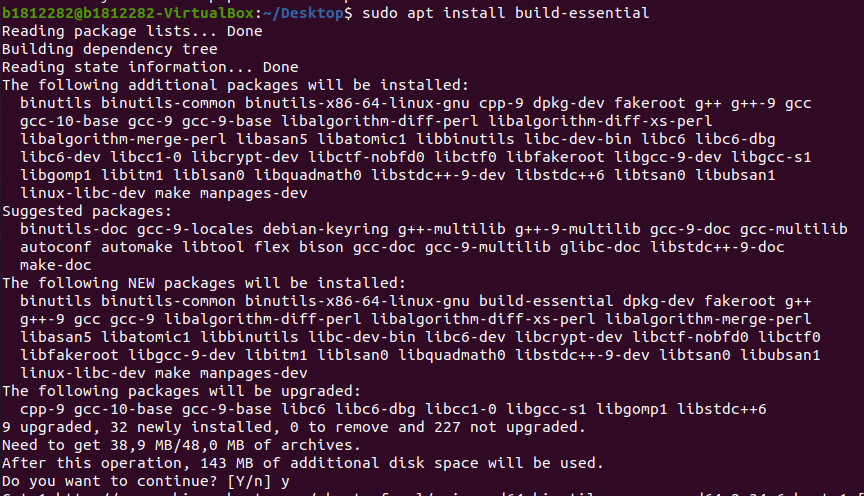 b1812282@b1812282-VirtualBox:~/Desktop$ sudo apt install build-essential
Reading package lists... Done
Building dependency tree
Reading state information... Done
The following additional packages will be installed:
binutils binutils-common binutils-x86-64-linux-gnu cpp-9 dpkg-dev fakeroot g++ g++-9 gcc
gcc-10-base gcc-9 gcc-9-base libalgorithm-diff-perl libalgorithm-diff-xs-perl
libalgorithm-merge-perl libasan5 libatomic1 libbinutils libc-dev-bin libc6 libc6-dbg
libc6-dev libcc1-0 libcrypt-dev libctf-nobfd0 libctf0 libfakeroot libgcc-9-dev libgcc-s1
libgomp1 libitm1 liblsan0 libquadmath0 libstdc++-9-dev libstdc++6 libtsan0 libubsan1
linux-libc-dev make manpages-dev
Suggested packages:
binutils-doc gcc-9-locales debian-keyring g++-multilib g++-9-multilib gcc-9-doc gcc-multilib
autoconf automake libtool flex bison gcc-doc gcc-9-multilib glibc-doc libstdc++-9-doc
make-doc
The following NEW packages will be installed:
binutils binutils-common binutils-x86-64-linux-gnu build-essential dpkg-dev fakeroot g++
g++-9 gcc gcc-9 libalgorithm-diff-perl libalgorithm-diff-xs-perl libalgorithm-merge-perl
libasan5 libatomic1 libbinutils libc-dev-bin libc6-dev libcrypt-dev libctf-nobfd0 libctf0
libfakeroot libgcc-9-dev libitm1 liblsan0 libquadmath0 libstdc++-9-dev libtsan0 libubsan1
linux-libc-dev make manpages-dev
The following packages will be upgraded:
cpp-9 gcc-10-base gcc-9-base libc6 libc6-dbg libcc1-0 libgcc-s1 libgomp1 libstdc++6
9 upgraded, 32 newly installed, 0 to remove and 227 not upgraded.
Need to get 38,9 MB/48,0 MB of archives.
After this operation, 143 MB of additional disk space will be used.
Do you want to continue? [Y/n] y